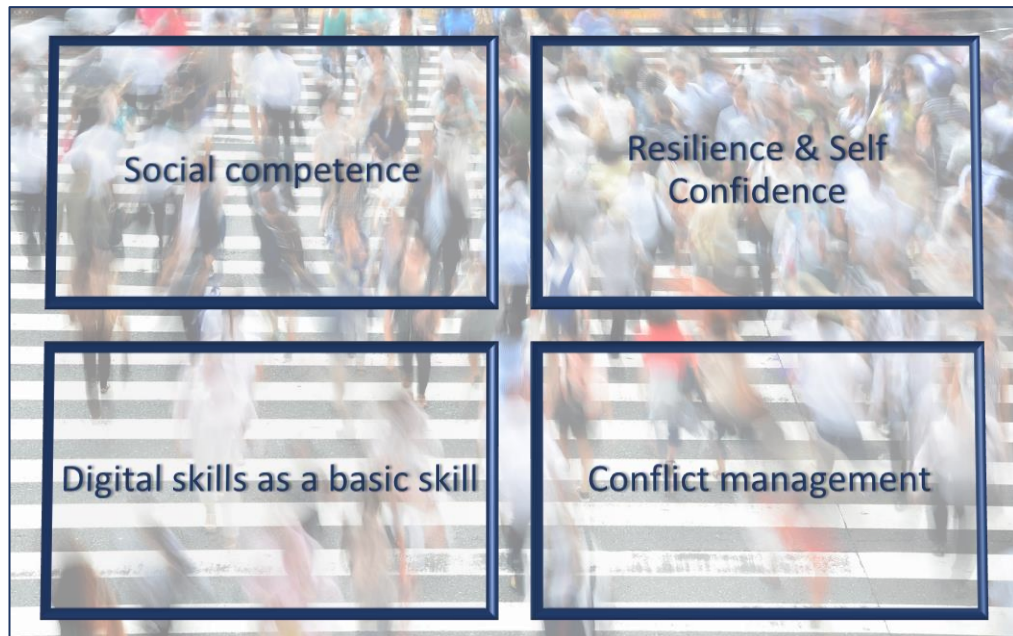 Social competence
Resilience & Self
Confidence
Digital skills as a basic skill
Conflict management